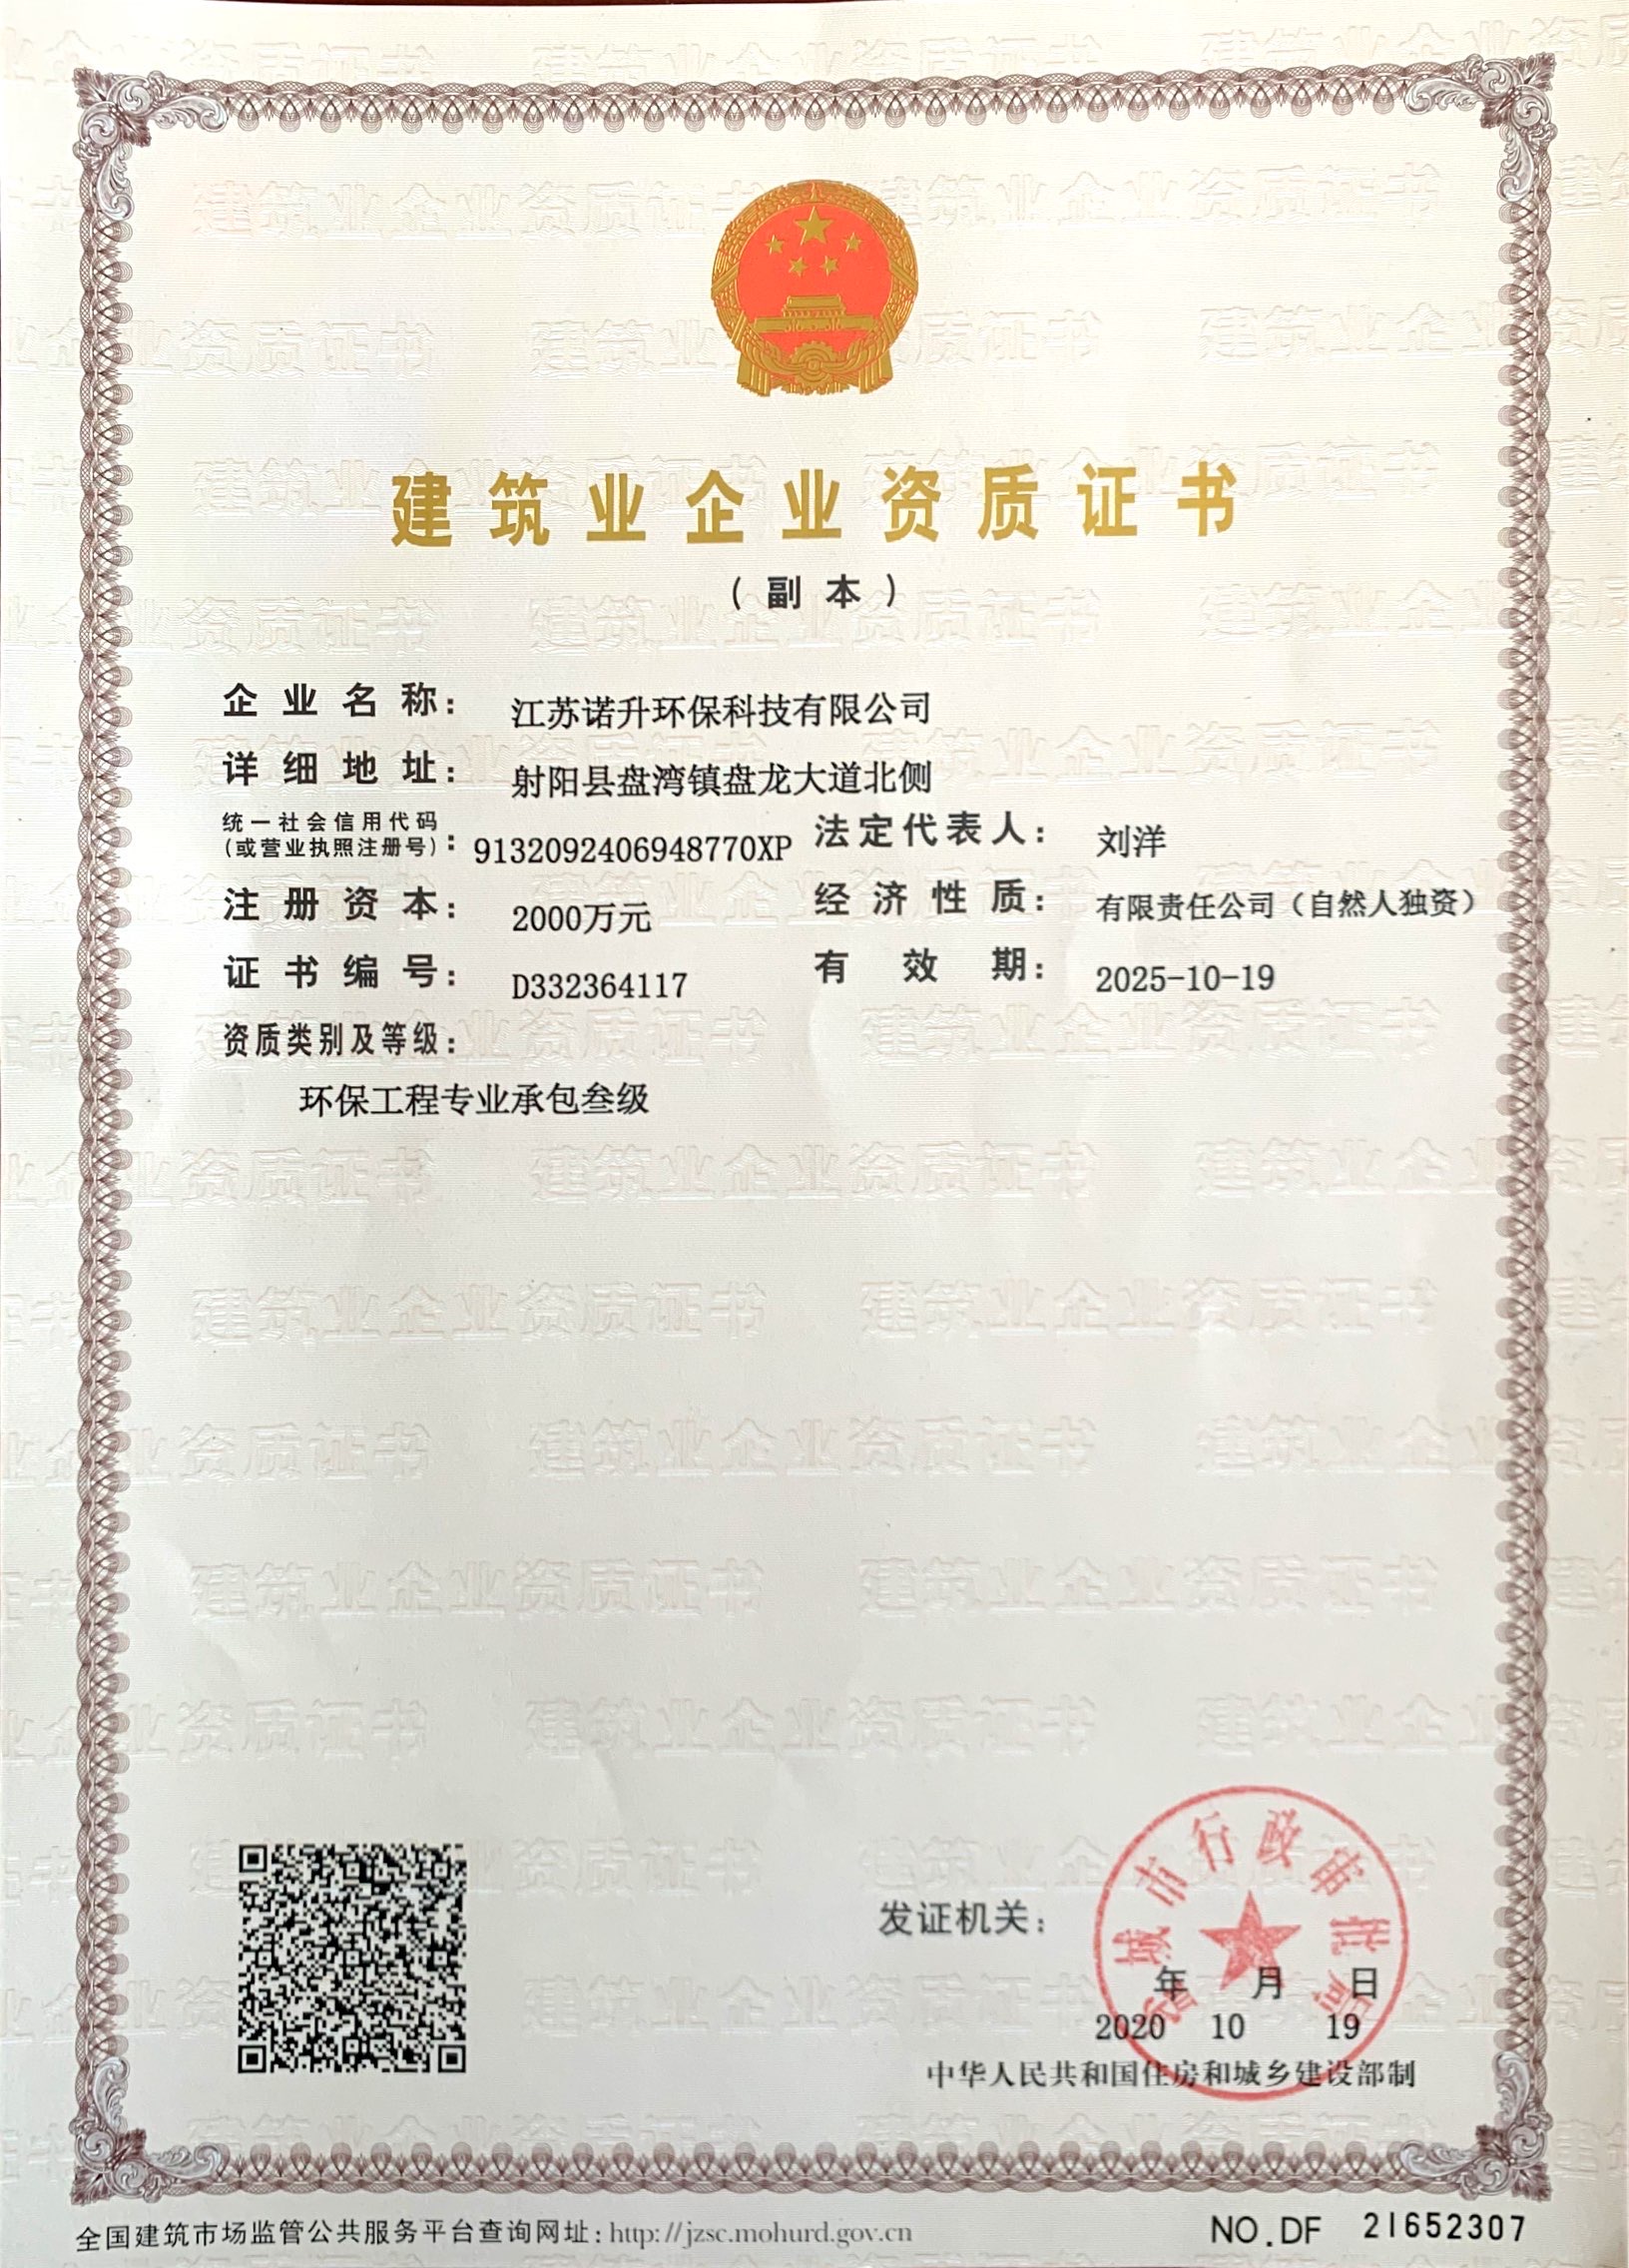 建筑业企业资质证书
（副本）
企业名称： 江苏诺升环保科技有限公司
详细地址： 射阳县盘湾镇盘龙大道北侧
统一社会信用代码
（或营业执照注册号）： 9132092406948770XP 法定代表人： 刘洋
注册资本： 2000万元 经济性质： 有限责任公司（自然人独资）
证书编号： D332364117 有效期： 2025-10-19
资质类别及等级：
环保工程专业承包叁级
盐城市行政审批局
发证机关：
年 月 日
2020 10 19
中华人民共和国住房和城乡建设部制
全国建筑市场监管公共服务平台查询网址：http://jzsc.mohurd.gov.cn
NO.DF 21652307